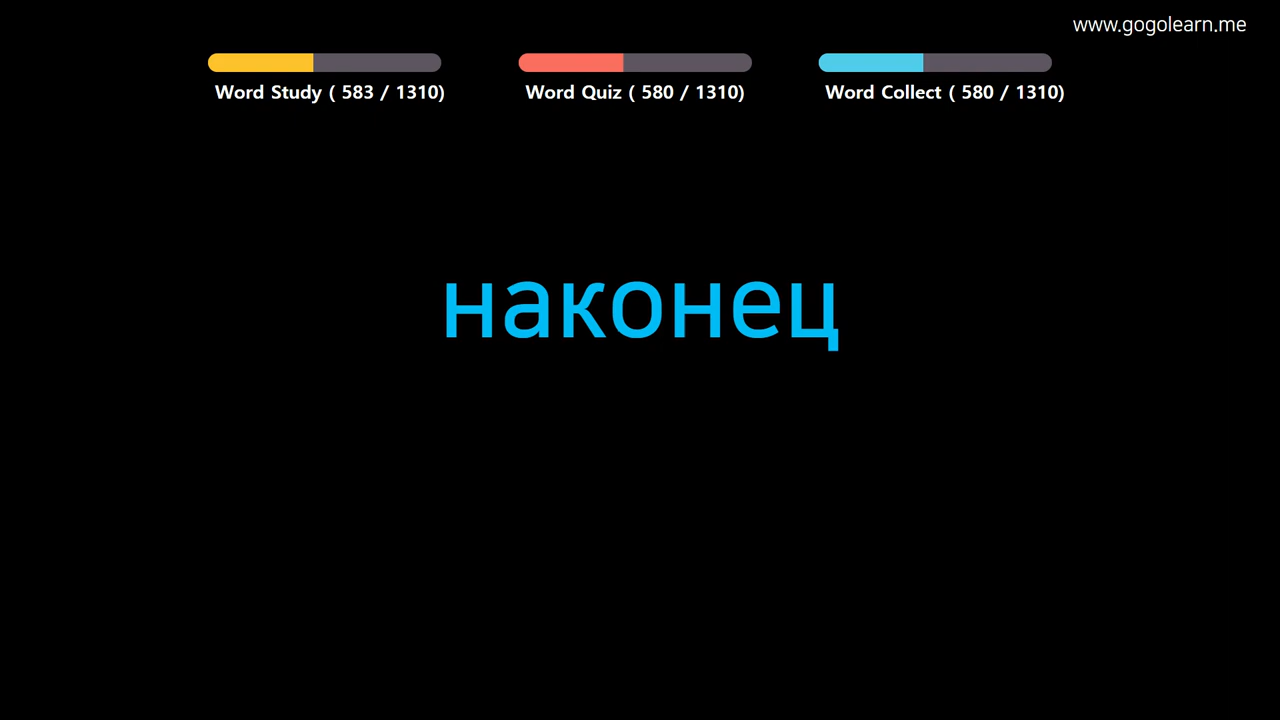 www.gogolearn.me
Word Study ( 583 / 1310)
Word Quiz ( 580 / 1310)
Word Collect ( 580 / 1310)
наконец